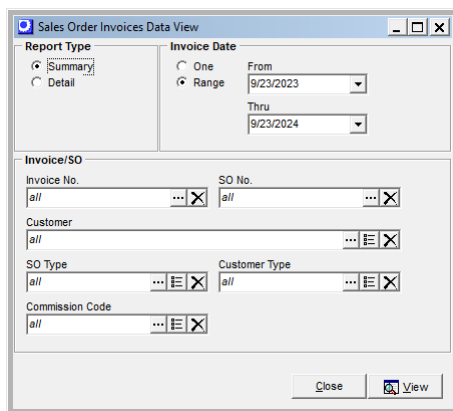 Sales Order Invoices Data View
Report Type
Summary
Detail
Invoice Date
One
Range
From
9/23/2023
Thru
9/23/2024
Invoice/SO
Invoice No. SO No.
all all
Customer
all
SO Type Customer Type
all all
Commission Code
all
Close View